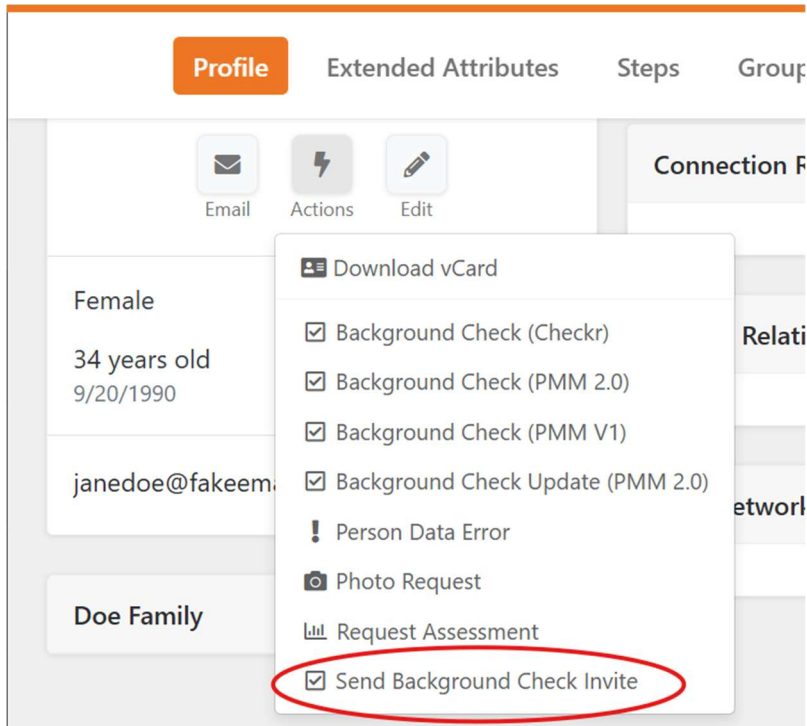 Profile
Extended Attributes
Steps
Group
Email
Actions
Edit
Connection R
Download vCard
Female
Background Check (Checkr)
Relati
34 years old
9/20/1990
Background Check (PMM 2.0)
Background Check (PMM V1)
janedoe@fakeema
Background Check Update (PMM 2.0)
etwork
Person Data Error
Photo Request
Doe Family
Request Assessment
Send Background Check Invite